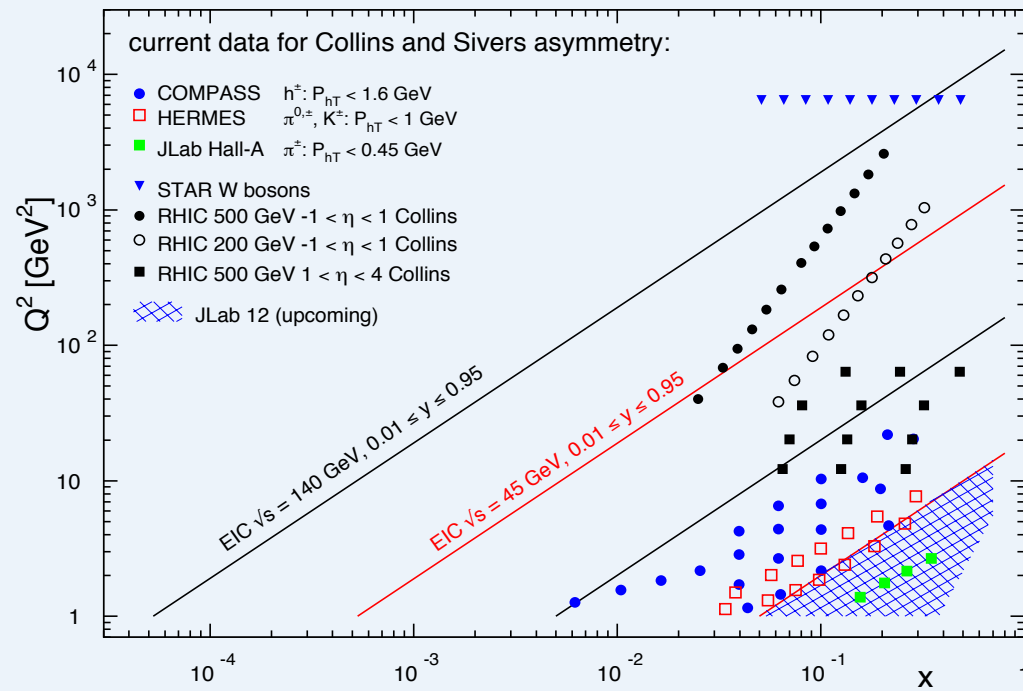 current data for Collins and Sivers asymmetry:
COMPASS h±: PhT < 1.6 GeV
HERMES π0,±, K±: PhT < 1 GeV
JLab Hall-A π±: PhT < 0.45 GeV
STAR W bosons
RHIC 500 GeV -1 < η < 1 Collins
RHIC 200 GeV -1 < η < 1 Collins
RHIC 500 GeV 1 < η < 4 Collins
JLab 12 (upcoming)
EIC √s = 140 GeV, 0.01 ≤ y ≤ 0.95
EIC √s = 45 GeV, 0.01 ≤ y ≤ 0.95
Q2 [GeV2]
10 4
10 3
10 2
10
1
10 -4
10 -3
10 -2
10 -1
1
x